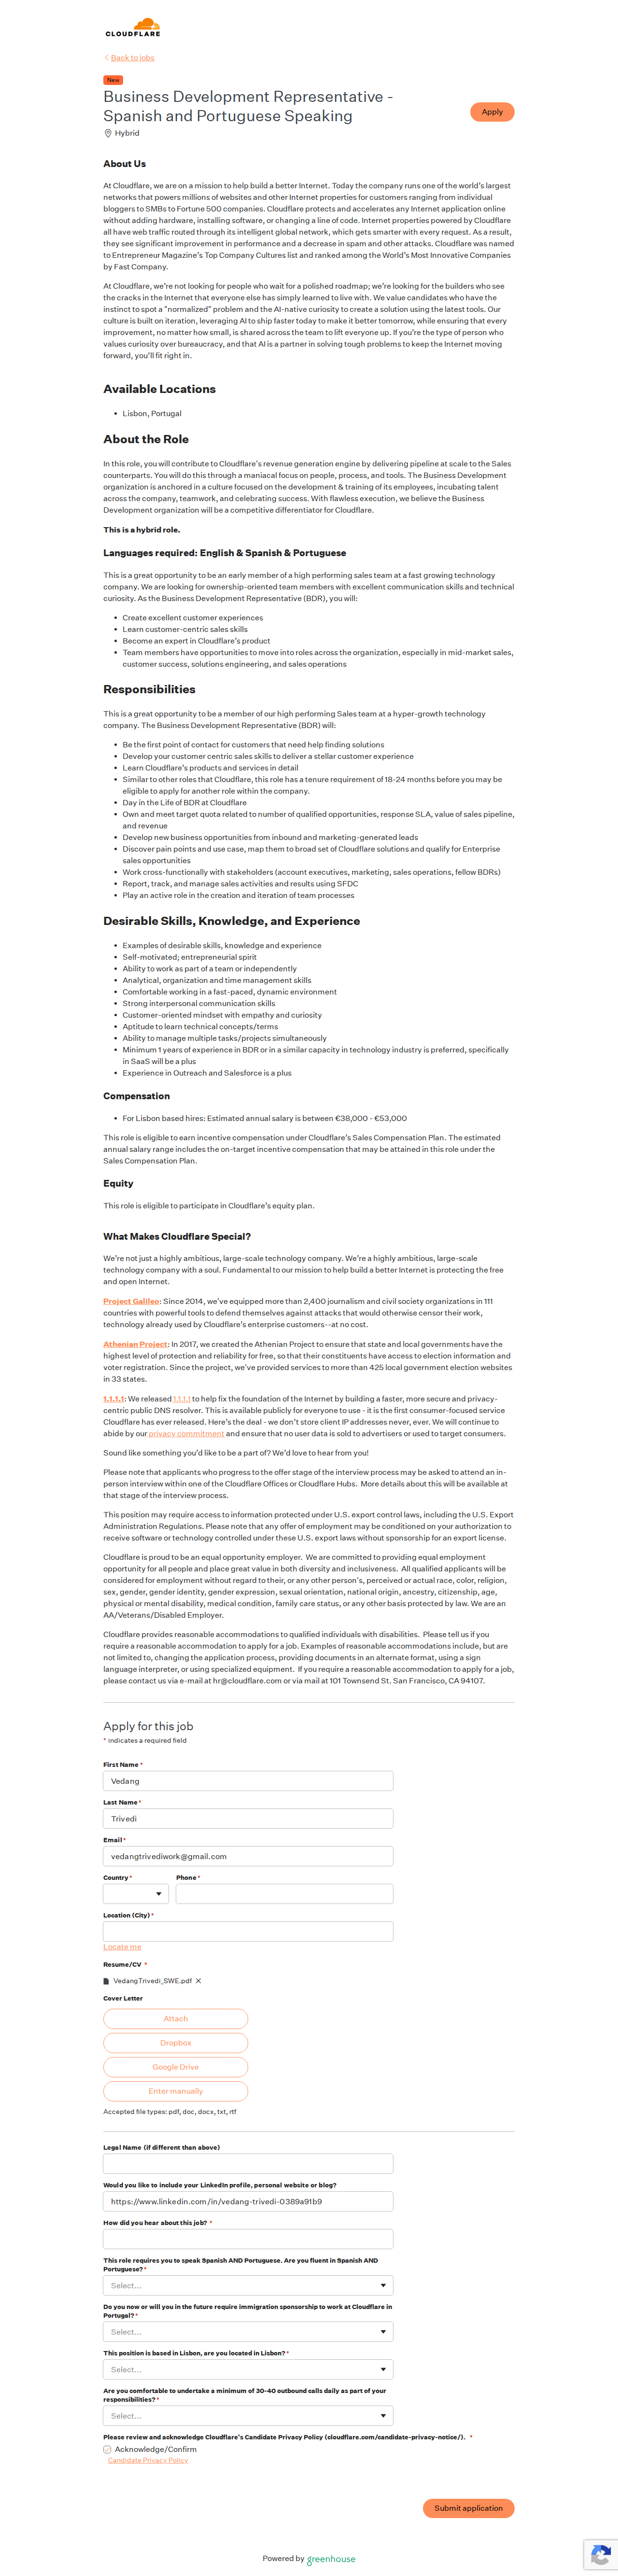 CLOUDFLARE
Back to jobs
New
Business Development Representative -
Spanish and Portuguese Speaking
Apply
Hybrid
About Us
At Cloudflare, we are on a mission to help build a better Internet. Today the company runs one of the world’s largest
networks that powers millions of websites and other Internet properties for customers ranging from individual
bloggers to SMBs to Fortune 500 companies. Cloudflare protects and accelerates any Internet application online
without adding hardware, installing software, or changing a line of code. Internet properties powered by Cloudflare
all have web traffic routed through its intelligent global network, which gets smarter with every request. As a result,
they see significant improvement in performance and a decrease in spam and other attacks. Cloudflare was named
to Entrepreneur Magazine’s Top Company Cultures list and ranked among the World’s Most Innovative Companies
by Fast Company.
At Cloudflare, we’re not looking for people who wait for a polished roadmap; we’re looking for the builders who see
the cracks in the Internet that everyone else has simply learned to live with. We value candidates who have the
instinct to spot a "normalized" problem and the AI-native curiosity to create a solution using the latest tools. Our
culture is built on iteration, leveraging AI to ship faster today to make it better tomorrow, while ensuring that every
improvement, no matter how small, is shared across the team to lift everyone up. If you’re the type of person who
values curiosity over bureaucracy, and that AI is a partner in solving tough problems to keep the Internet moving
forward, you’ll fit right in.
Available Locations
• Lisbon, Portugal
About the Role
In this role, you will contribute to Cloudflare's revenue generation engine by delivering pipeline at scale to the Sales
counterparts. You will do this through a maniacal focus on people, process, and tools. The Business Development
organization is anchored in a culture focused on the development & training of its employees, incubating talent
across the company, teamwork, and celebrating success. With flawless execution, we believe the Business
Development organization will be a competitive differentiator for Cloudflare.
This is a hybrid role.
Languages required: English & Spanish & Portuguese
This is a great opportunity to be an early member of a high performing sales team at a fast growing technology
company. We are looking for ownership-oriented team members with excellent communication skills and technical
curiosity. As the Business Development Representative (BDR), you will:
• Create excellent customer experiences
• Learn customer-centric sales skills
• Become an expert in Cloudflare's product
• Team members have opportunities to move into roles across the organization, especially in mid-market sales,
customer success, solutions engineering, and sales operations
Responsibilities
This is a great opportunity to be a member of our high performing Sales team at a hyper-growth technology
company. The Business Development Representative (BDR) will:
• Be the first point of contact for customers that need help finding solutions
• Develop your customer centric sales skills to deliver a stellar customer experience
• Learn Cloudflare’s products and services in detail
• Similar to other roles that Cloudflare, this role has a tenure requirement of 18-24 months before you may be
eligible to apply for another role within the company.
• Day in the Life of BDR at Cloudflare
• Own and meet target quota related to number of qualified opportunities, response SLA, value of sales pipeline,
and revenue
• Develop new business opportunities from inbound and marketing-generated leads
• Discover pain points and use case, map them to broad set of Cloudflare solutions and qualify for Enterprise
sales opportunities
• Work cross-functionally with stakeholders (account executives, marketing, sales operations, fellow BDRs)
• Report, track, and manage sales activities and results using SFDC
• Play an active role in the creation and iteration of team processes
Desirable Skills, Knowledge, and Experience
• Examples of desirable skills, knowledge and experience
• Self-motivated; entrepreneurial spirit
• Ability to work as part of a team or independently
• Analytical, organization and time management skills
• Comfortable working in a fast-paced, dynamic environment
• Strong interpersonal communication skills
• Customer-oriented mindset with empathy and curiosity
• Aptitude to learn technical concepts/terms
• Ability to manage multiple tasks/projects simultaneously
• Minimum 1 years of experience in BDR or in a similar capacity in technology industry is preferred, specifically
in SaaS will be a plus
• Experience in Outreach and Salesforce is a plus
Compensation
• For Lisbon based hires: Estimated annual salary is between €38,000 - €53,000
This role is eligible to earn incentive compensation under Cloudflare’s Sales Compensation Plan. The estimated
annual salary range includes the on-target incentive compensation that may be attained in this role under the
Sales Compensation Plan.
Equity
This role is eligible to participate in Cloudflare’s equity plan.
What Makes Cloudflare Special?
We’re not just a highly ambitious, large-scale technology company. We’re a highly ambitious, large-scale
technology company with a soul. Fundamental to our mission to help build a better Internet is protecting the free
and open Internet.
Project Galileo: Since 2014, we've equipped more than 2,400 journalism and civil society organizations in 111
countries with powerful tools to defend themselves against attacks that would otherwise censor their work,
technology already used by Cloudflare’s enterprise customers--at no cost.
Athenian Project: In 2017, we created the Athenian Project to ensure that state and local governments have the
highest level of protection and reliability for free, so that their constituents have access to election information and
voter registration. Since the project, we've provided services to more than 425 local government election websites
in 33 states.
1.1.1.1: We released 1.1.1.1 to help fix the foundation of the Internet by building a faster, more secure and privacy-
centric public DNS resolver. This is available publicly for everyone to use - it is the first consumer-focused service
Cloudflare has ever released. Here’s the deal - we don’t store client IP addresses never, ever. We will continue to
abide by our privacy commitment and ensure that no user data is sold to advertisers or used to target consumers.
Sound like something you’d like to be a part of? We’d love to hear from you!
Please note that applicants who progress to the offer stage of the interview process may be asked to attend an in-
person interview within one of the Cloudflare Offices or Cloudflare Hubs. More details about this will be available at
that stage of the interview process.
This position may require access to information protected under U.S. export control laws, including the U.S. Export
Administration Regulations. Please note that any offer of employment may be conditioned on your authorization to
receive software or technology controlled under these U.S. export laws without sponsorship for an export license.
Cloudflare is proud to be an equal opportunity employer. We are committed to providing equal employment
opportunity for all people and place great value in both diversity and inclusiveness. All qualified applicants will be
considered for employment without regard to their, or any other person's, perceived or actual race, color, religion,
sex, gender, gender identity, gender expression, sexual orientation, national origin, ancestry, citizenship, age,
physical or mental disability, medical condition, family care status, or any other basis protected by law. We are an
AA/Veterans/Disabled Employer.
Cloudflare provides reasonable accommodations to qualified individuals with disabilities. Please tell us if you
require a reasonable accommodation to apply for a job. Examples of reasonable accommodations include, but are
not limited to, changing the application process, providing documents in an alternate format, using a sign
language interpreter, or using specialized equipment. If you require a reasonable accommodation to apply for a job,
please contact us via e-mail at hr@cloudflare.com or via mail at 101 Townsend St. San Francisco, CA 94107.
Apply for this job
* indicates a required field
First Name *
Vedang
Last Name *
Trivedi
Email *
vedangtrivediwork@gmail.com
Country * Phone *
Location (City) *
Locate me
Resume/CV *
VedangTrivedi_SWE.pdf
Cover Letter
Attach
Dropbox
Google Drive
Enter manually
Accepted file types: pdf, doc, docx, txt, rtf
Legal Name (if different than above)
Would you like to include your LinkedIn profile, personal website or blog?
https://www.linkedin.com/in/vedang-trivedi-0389a91b9
How did you hear about this job? *
This role requires you to speak Spanish AND Portuguese. Are you fluent in Spanish AND
Portuguese? *
Select...
Do you now or will you in the future require immigration sponsorship to work at Cloudflare in
Portugal? *
Select...
This position is based in Lisbon, are you located in Lisbon? *
Select...
Are you comfortable to undertake a minimum of 30-40 outbound calls daily as part of your
responsibilities? *
Select...
Please review and acknowledge Cloudflare's Candidate Privacy Policy (cloudflare.com/candidate-privacy-notice/). *
Acknowledge/Confirm
Candidate Privacy Policy
Submit application
Powered by greenhouse